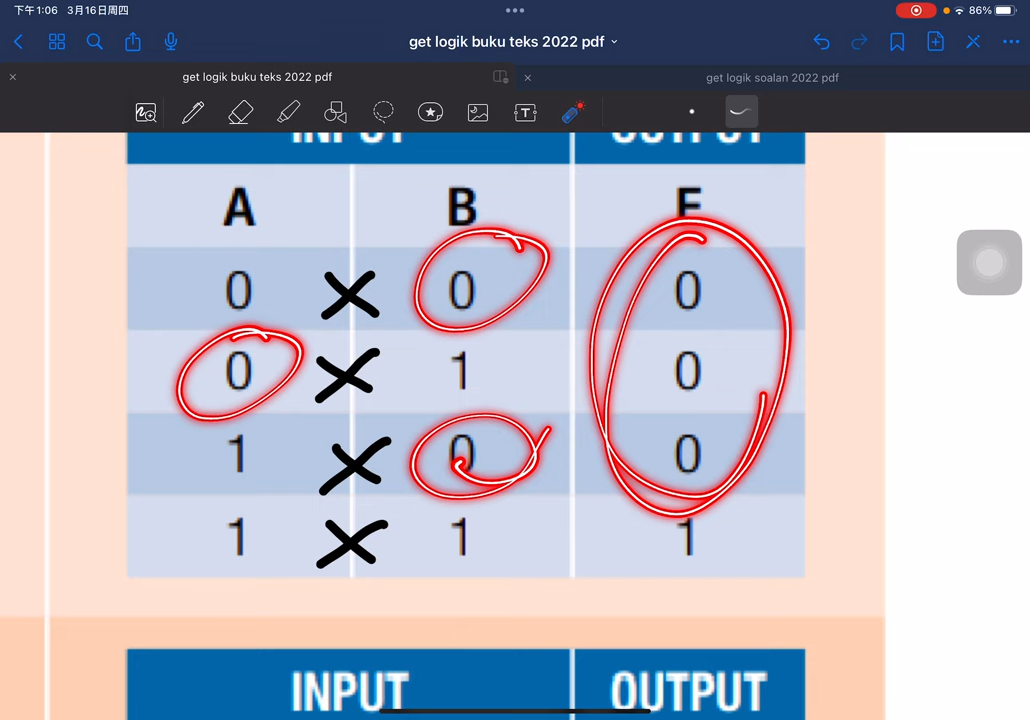 下午1:06 3月16日周四
86%
get logik buku teks 2022 pdf
get logik buku teks 2022 pdf
get logik soalan 2022 pdf
INPUT OUTPUT
A B F
0 × 0 0
0 × 1 0
1 × 0 0
1 × 1 1
INPUT OUTPUT